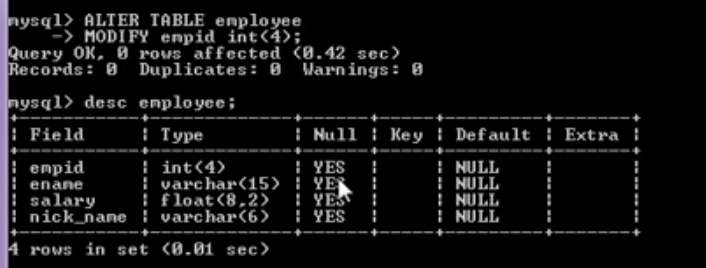 mysql> ALTER TABLE employee
    -> MODIFY empid int(4);
Query OK, 0 rows affected (0.42 sec)
Records: 0  Duplicates: 0  Warnings: 0
mysql> desc employee;
+-----------+-------------+------+-----+---------+-------+
| Field     | Type        | Null | Key | Default | Extra |
+-----------+-------------+------+-----+---------+-------+
| empid     | int(4)      | YES  |     | NULL    |       |
| ename     | varchar(15) | YES  |     | NULL    |       |
| salary    | float(8,2)  | YES  |     | NULL    |       |
| nick_name | varchar(6)  | YES  |     | NULL    |       |
+-----------+-------------+------+-----+---------+-------+
4 rows in set (0.01 sec)